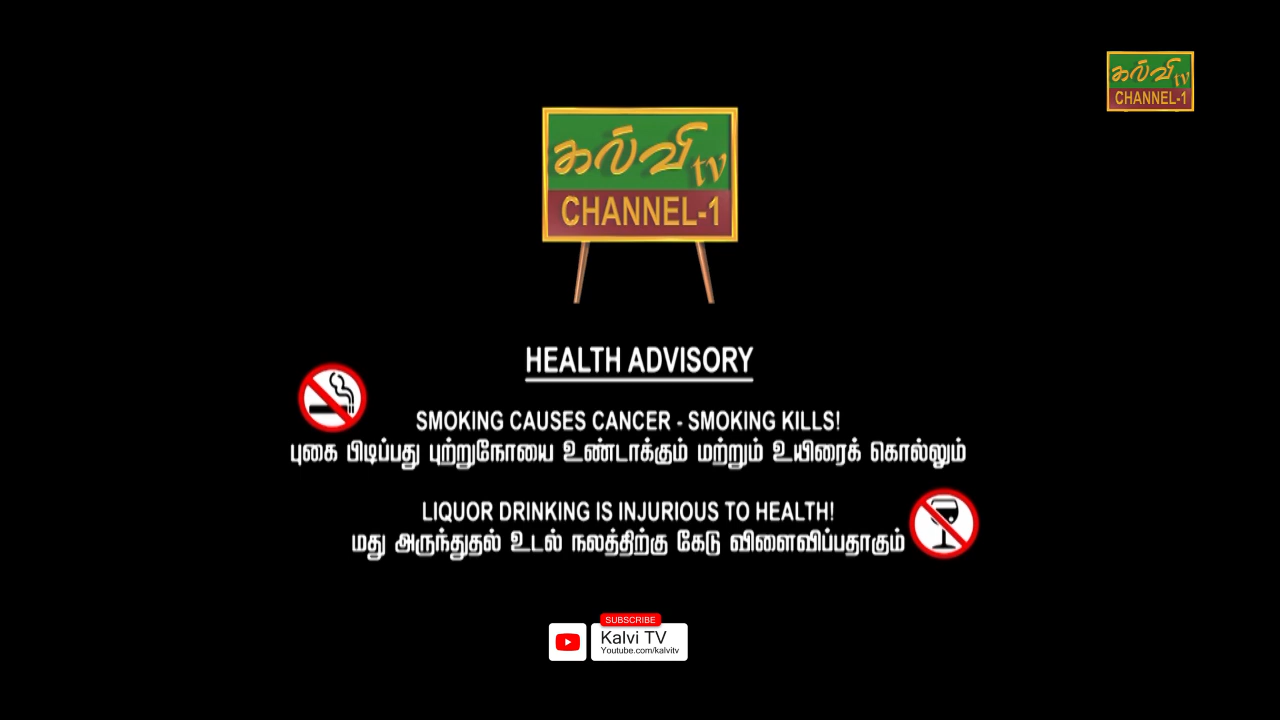 கல்வி tv
CHANNEL-1
கல்வி tv
CHANNEL-1
HEALTH ADVISORY
SMOKING CAUSES CANCER - SMOKING KILLS!
புகை பிடிப்பது புற்றுநோயை உண்டாக்கும் மற்றும் உயிரைக் கொல்லும்
LIQUOR DRINKING IS INJURIOUS TO HEALTH!
மது அருந்துதல் உடல் நலத்திற்கு கேடு விளைவிப்பதாகும்
SUBSCRIBE
Kalvi TV
Youtube.com/kalvitv